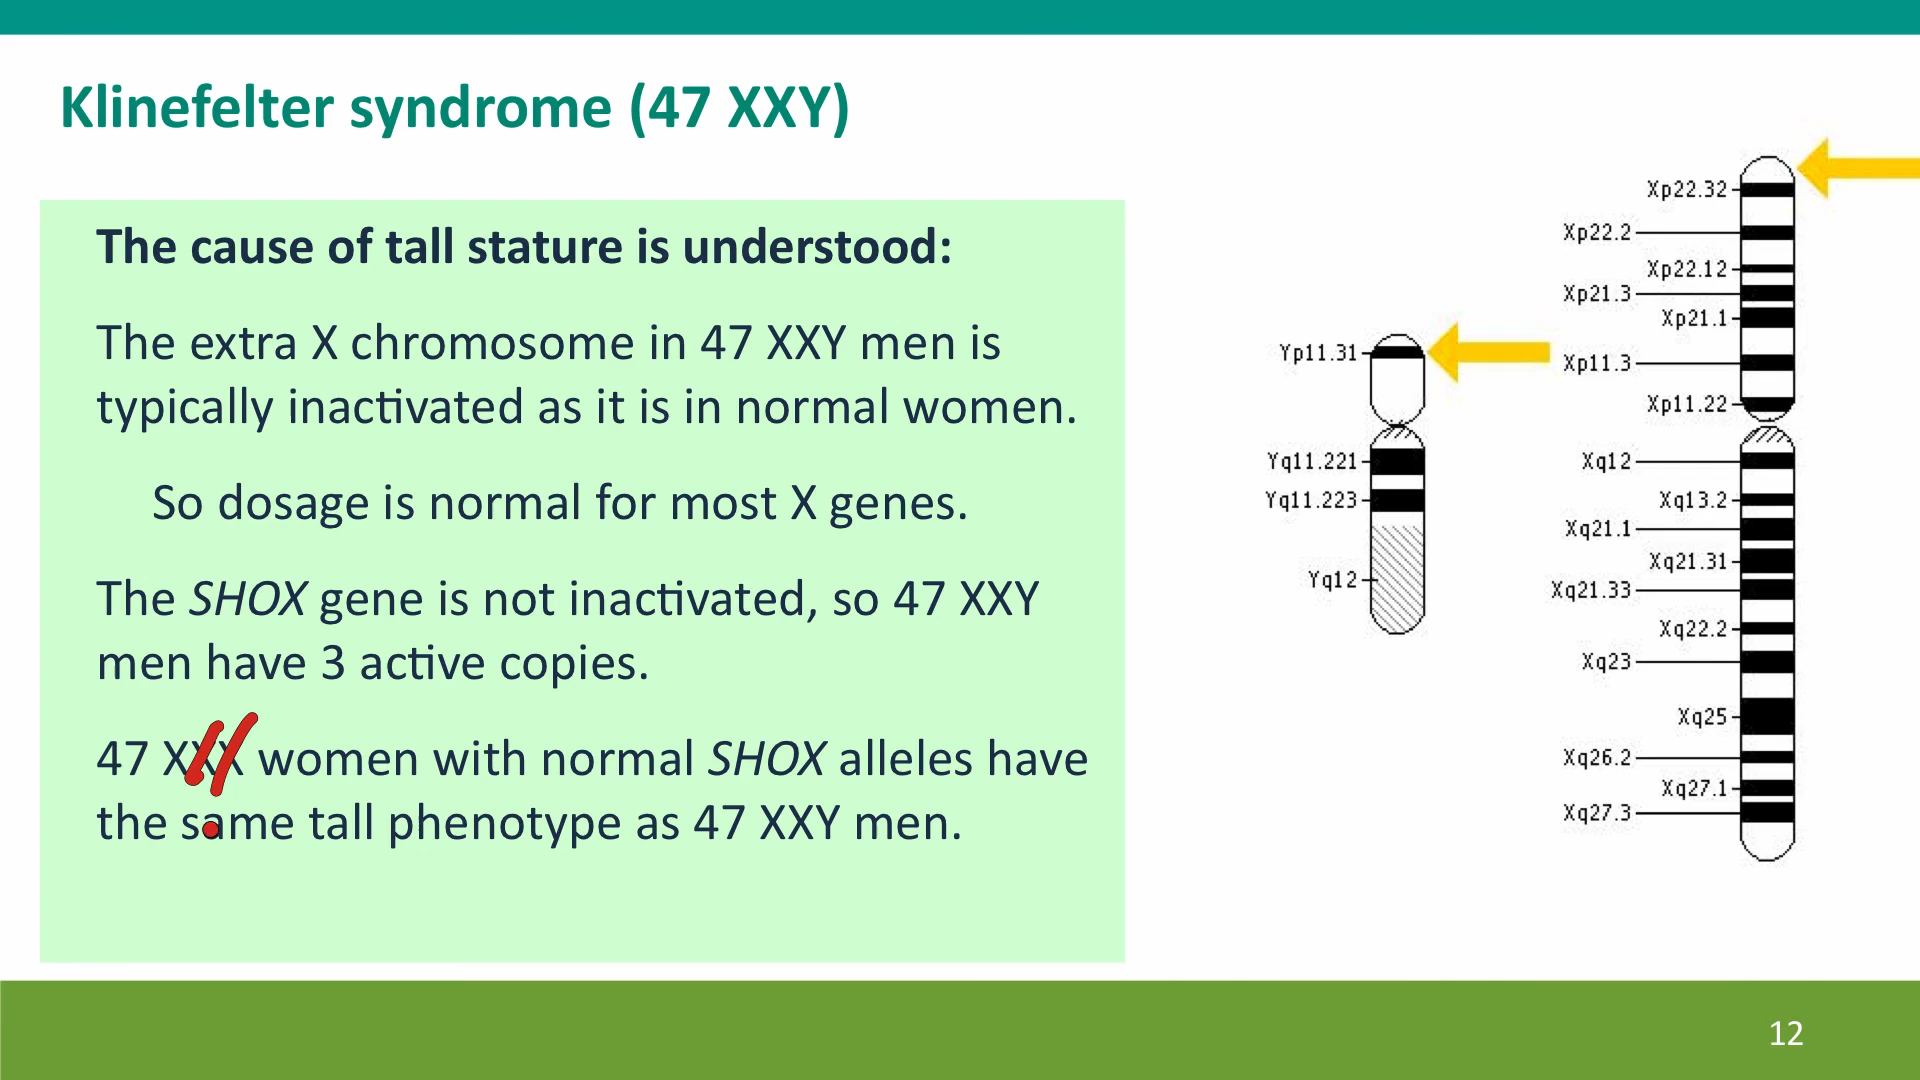 Klinefelter syndrome (47 XXY)
The cause of tall stature is understood:
The extra X chromosome in 47 XXY men is
typically inactivated as it is in normal women.
So dosage is normal for most X genes.
The SHOX gene is not inactivated, so 47 XXY
men have 3 active copies.
47 XXX women with normal SHOX alleles have
the same tall phenotype as 47 XXY men.
Yp11.31
Yq11.221
Yq11.223
Yq12
Xp22.32
Xp22.2
Xp22.12
Xp21.3
Xp21.1
Xp11.3
Xp11.22
Xq12
Xq13.2
Xq21.1
Xq21.31
Xq21.33
Xq22.2
Xq23
Xq25
Xq26.2
Xq27.1
Xq27.3
12